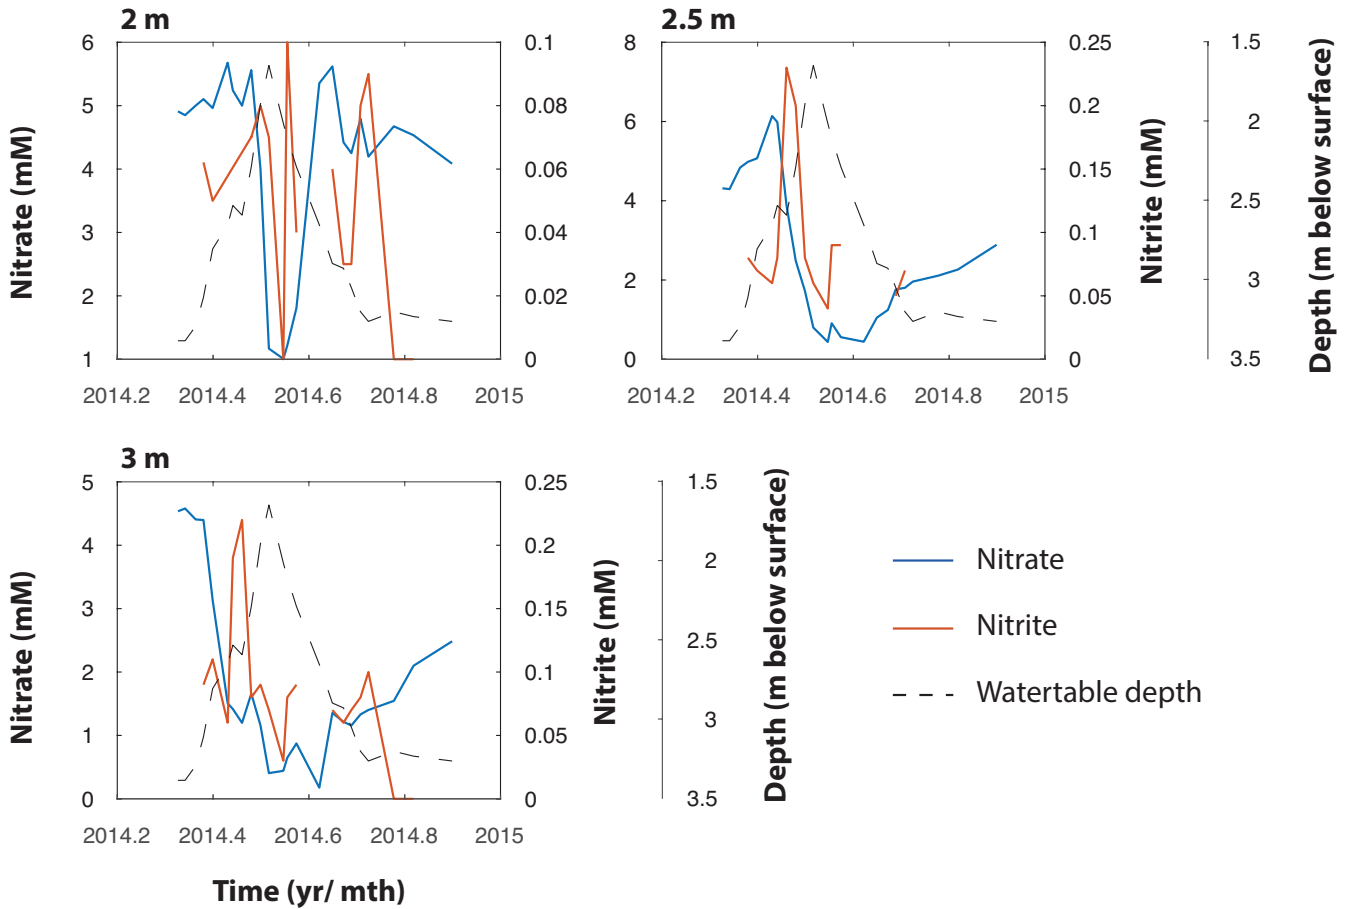 2 m
6
5
4
3
2
1
Nitrate (mM)
0.1
0.08
0.06
0.04
0.02
0
2014.2 2014.4 2014.6 2014.8 2015
2.5 m
8
6
4
2
0
0.25
0.2
0.15
0.1
0.05
0
Nitrite (mM)
1.5
2
2.5
3
3.5
Depth (m below surface)
2014.2 2014.4 2014.6 2014.8 2015
3 m
5
4
3
2
1
0
Nitrate (mM)
0.25
0.2
0.15
0.1
0.05
0
Nitrite (mM)
1.5
2
2.5
3
3.5
Depth (m below surface)
2014.2 2014.4 2014.6 2014.8 2015
Time (yr/ mth)
Nitrate
Nitrite
Watertable depth